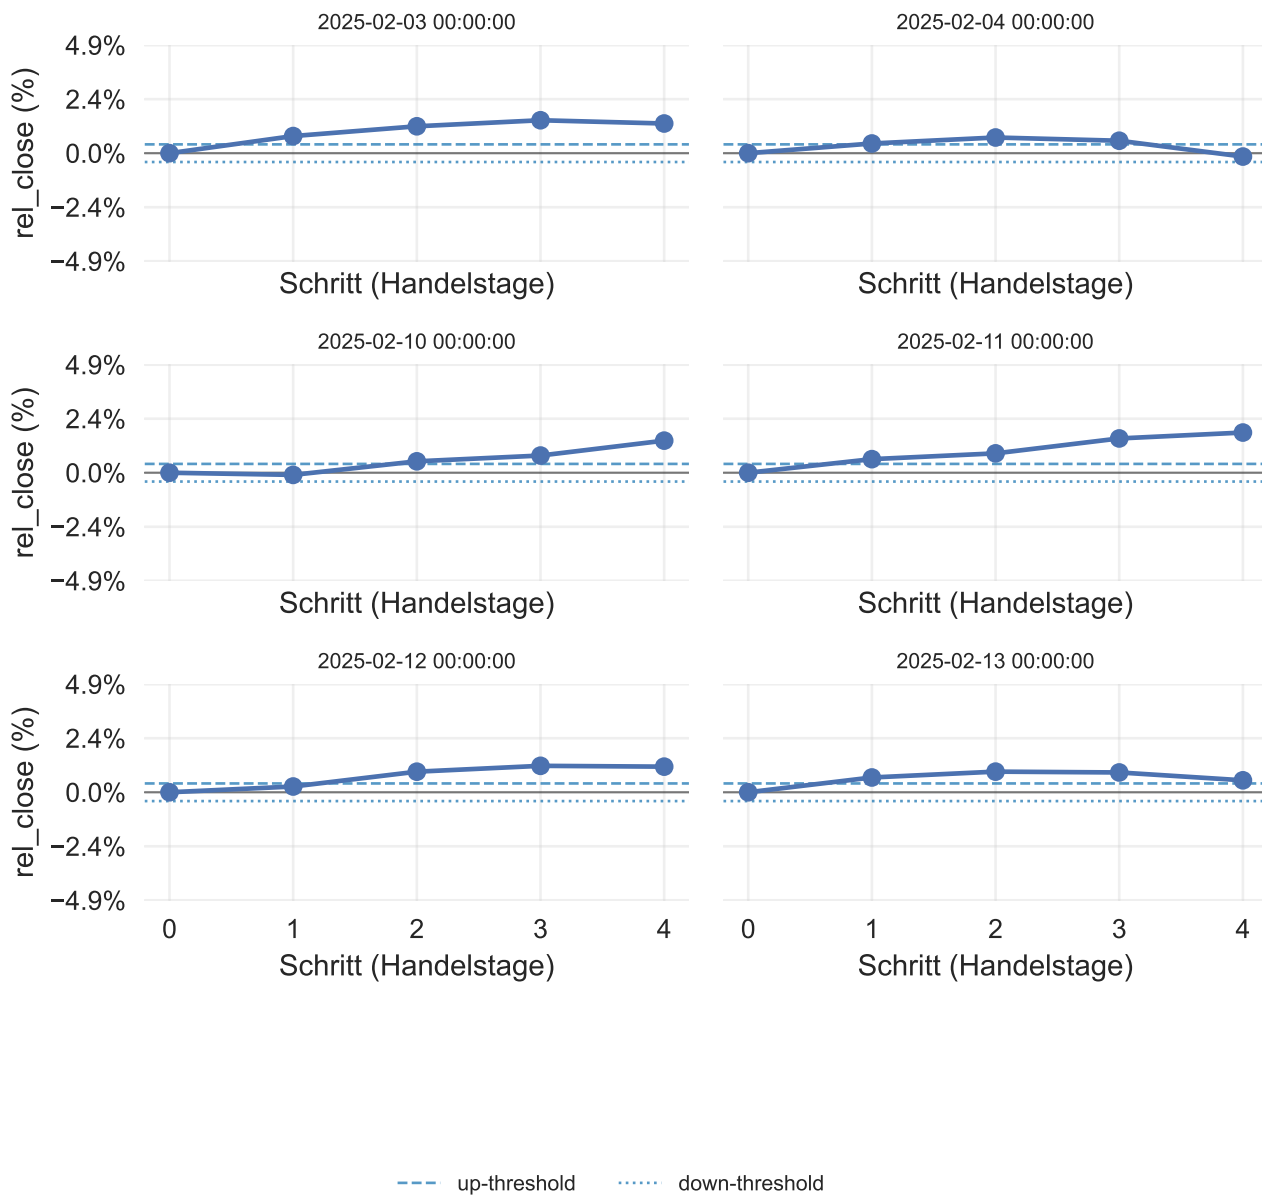 2025-02-03 00:00:00 2025-02-04 00:00:00
4.9%
2.4%
0.0%
−2.4%
−4.9%
rel_close (%)
Schritt (Handelstage) Schritt (Handelstage)
2025-02-10 00:00:00 2025-02-11 00:00:00
4.9%
2.4%
0.0%
−2.4%
−4.9%
rel_close (%)
Schritt (Handelstage) Schritt (Handelstage)
2025-02-12 00:00:00 2025-02-13 00:00:00
4.9%
2.4%
0.0%
−2.4%
−4.9%
rel_close (%)
0 1 2 3 4 0 1 2 3 4
Schritt (Handelstage) Schritt (Handelstage)
up-threshold down-threshold